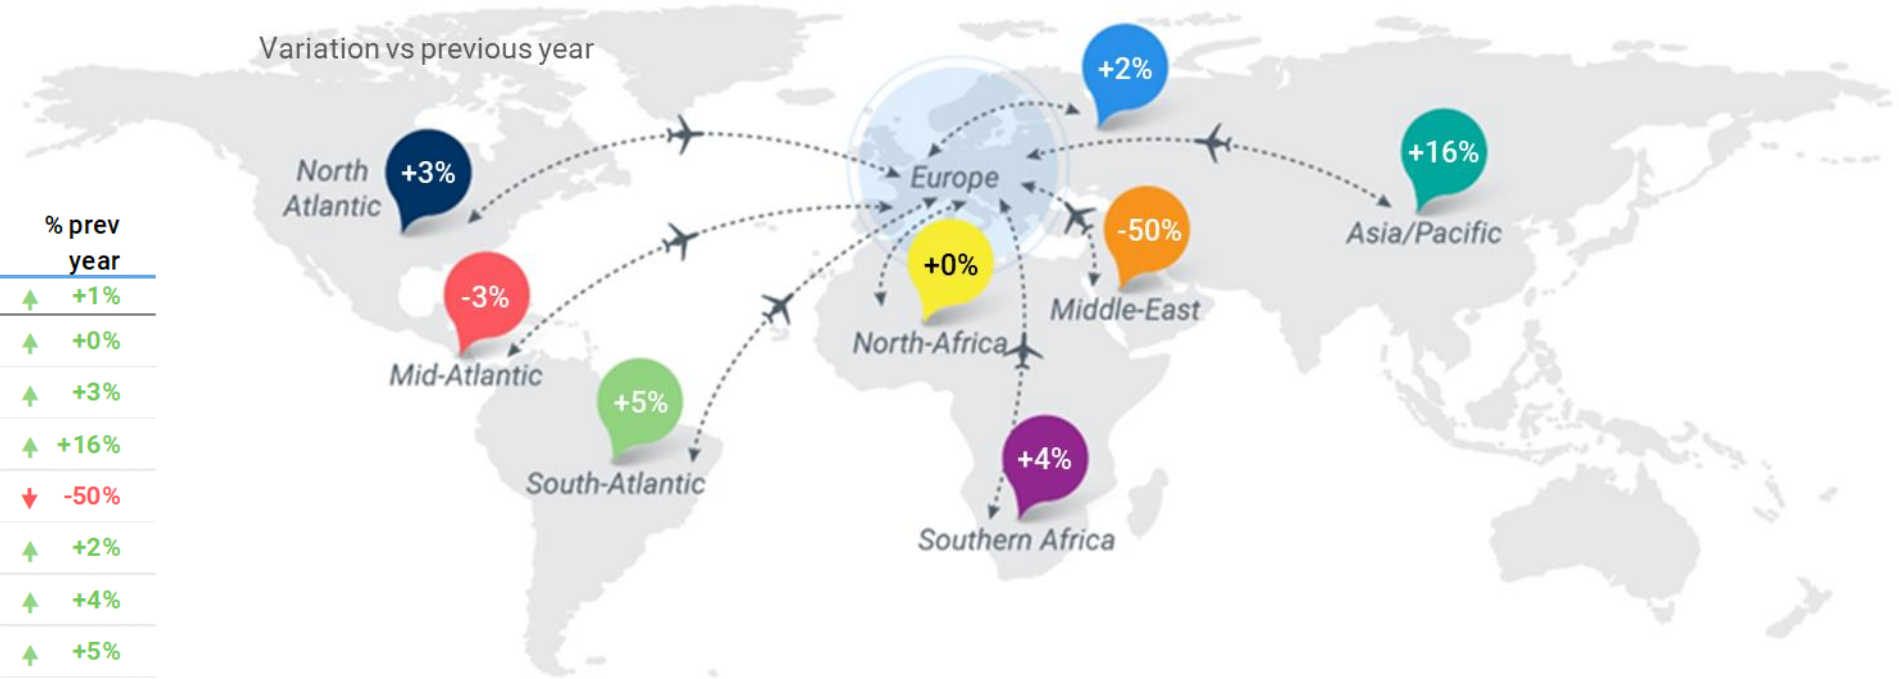 Variation vs previous year
% prev
year
+1%
+0%
+3%
+16%
-50%
+2%
+4%
+5%
North
Atlantic
+3%
-3%
Mid-Atlantic
+5%
South-Atlantic
Europe
+2%
+16%
Asia/Pacific
-50%
Middle-East
+0%
North-Africa
+4%
Southern Africa